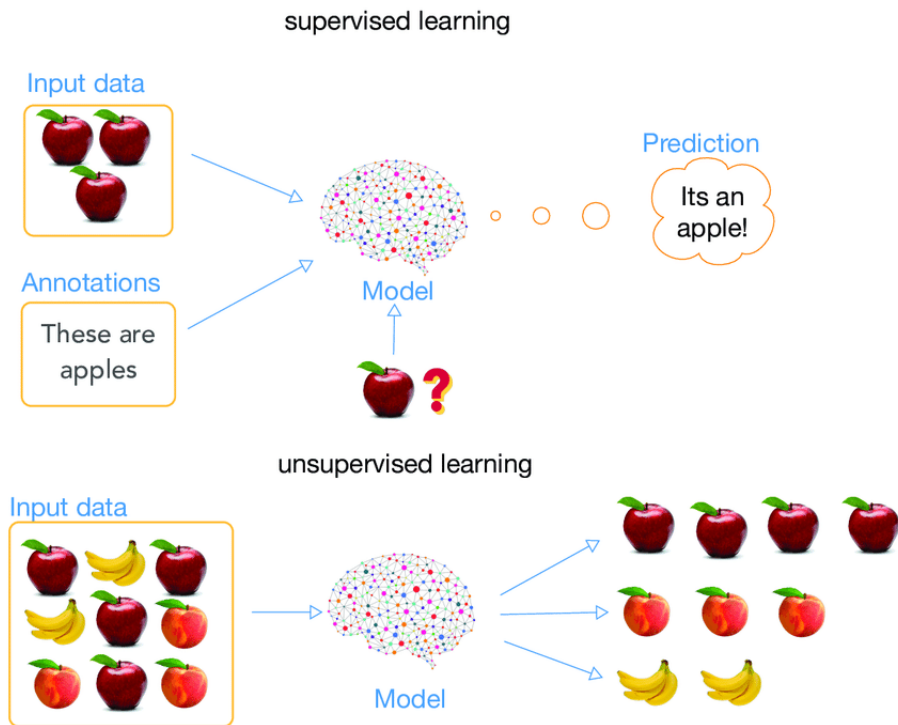 supervised learning
Input data
Prediction
Its an
apple!
Annotations
These are
apples
Model
?
unsupervised learning
Input data
Model